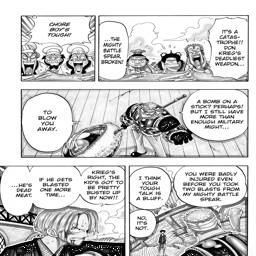 IT'S A
CATAS-
TROPHE!!
DON
KRIEG'S
DEADLIEST
WEAPON...
...THE
MIGHTY
BATTLE
SPEAR,
BROKEN!
CHORE
BOY'S
TOUGH!
A BOMB ON A
STICK? PERHAPS!
BUT I STILL HAVE
MORE THAN
ENOUGH MILITARY
MIGHT...
TO
BLOW
YOU
AWAY.
YOU WERE BADLY
INJURED EVEN
BEFORE YOU TOOK
TWO BLASTS FROM
MY MIGHTY BATTLE
SPEAR.
I THINK
YOUR
TOUGH
TALK IS
A BLUFF.
NO,
IT'S
NOT.
KRIEG'S
RIGHT, THE
KID'S GOT TO
BE PRETTY
BUSTED UP
BY NOW!!
IF HE GETS
BLASTED
ONE MORE
TIME...
...HE'S
DEAD
MEAT.